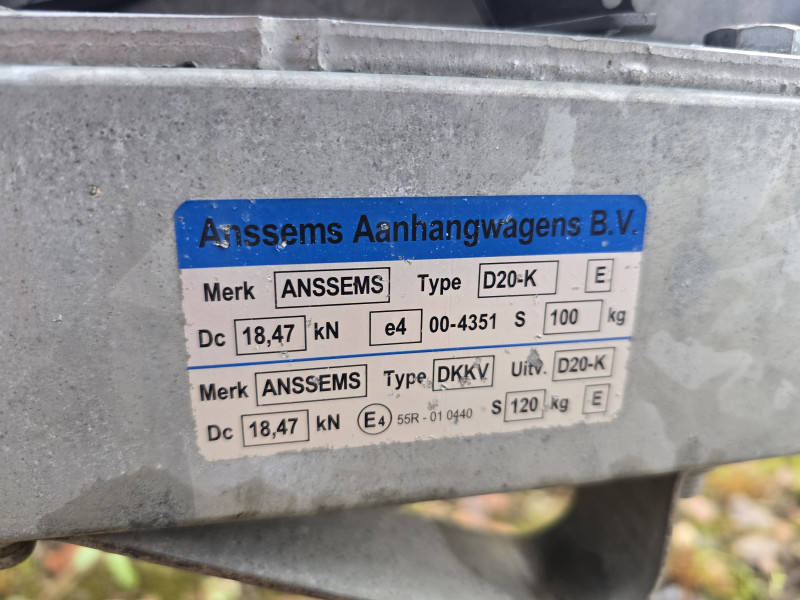 Anssems Aanhangwagens B.V.
Merk ANSSEMS Type D20-K E
Dc 18,47 kN e4 00-4351 S 100 kg
Merk ANSSEMS Type DKKV Uitv. D20-K
Dc 18,47 kN E4 55R - 01 0440 S 120 kg E